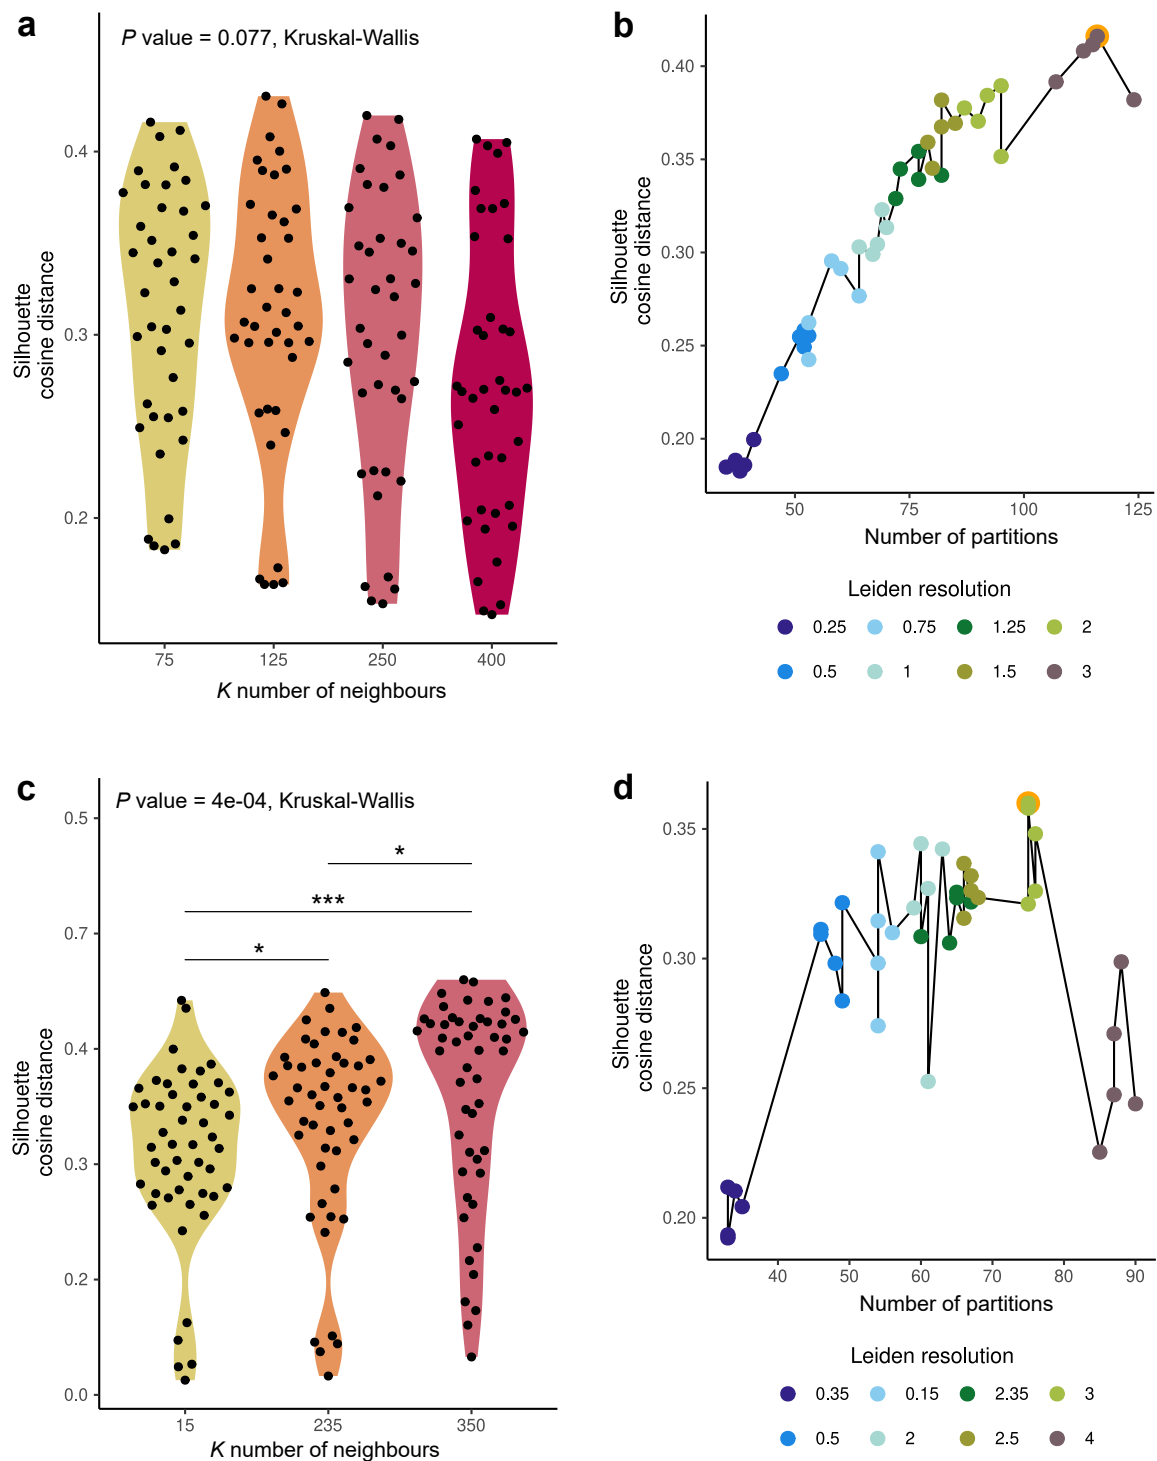 a
P value = 0.077, Kruskal-Wallis
Silhouette
cosine distance
0.4
0.3
0.2
75 125 250 400
K number of neighbours
b
Silhouette
cosine distance
0.40
0.35
0.30
0.25
0.20
50 75 100 125
Number of partitions
Leiden resolution
0.25 0.75 1.25 2
0.5 1 1.5 3
c
P value = 4e-04, Kruskal-Wallis
*
***
*
Silhouette
cosine distance
0.5
0.7
0.4
0.3
0.2
0.0
15 235 350
K number of neighbours
d
Sihouette
cosine distance
0.35
0.30
0.25
0.20
40 50 60 70 80 90
Number of partitions
Leiden resolution
0.35 0.15 2.35 3
0.5 2 2.5 4